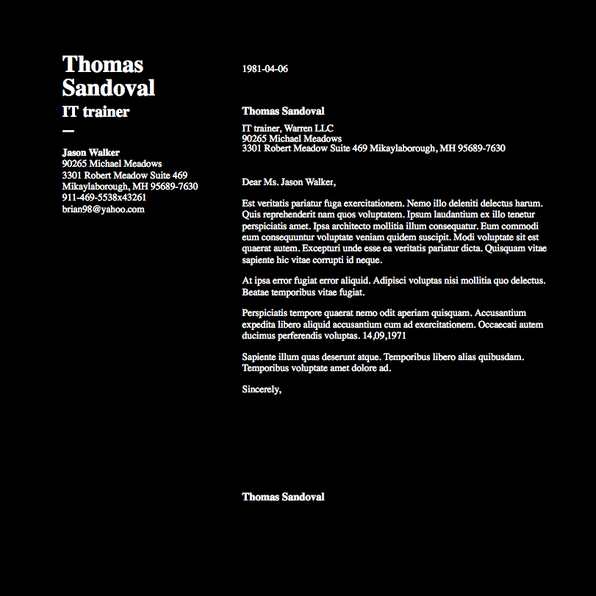 Thomas
Sandoval
IT trainer
—
Jason Walker
90265 Michael Meadows
3301 Robert Meadow Suite 469
Mikaylaborough, MH 95689-7630
911-469-5538x43261
brian98@yahoo.com
1981-04-06
Thomas Sandoval
IT trainer, Warren LLC
90265 Michael Meadows
3301 Robert Meadow Suite 469 Mikaylaborough, MH 95689-7630
Dear Ms. Jason Walker,
Est veritatis pariatur fuga exercitationem. Nemo illo deleniti delectus harum.
Quis reprehenderit nam quos voluptatem. Ipsum laudantium ex illo tenetur
perspiciatis amet. Ipsa architecto mollitia illum consequatur. Eum commodi
eum consequuntur voluptate veniam quidem suscipit. Modi voluptate sit est
quaerat autem. Excepturi unde esse ea veritatis pariatur dicta. Quisquam vitae
sapiente hic vitae corrupti id neque.
At ipsa error fugiat error aliquid. Adipisci voluptas nisi mollitia quo delectus.
Beatae temporibus vitae fugiat.
Perspiciatis tempore quaerat nemo odit aperiam quisquam. Accusantium
expedita libero aliquid accusantium cum ad exercitationem. Occaecati autem
ducimus perferendis voluptas. 14,09,1971
Sapiente illum quas deserunt atque. Temporibus libero alias quibusdam.
Temporibus voluptate amet dolore ad.
Sincerely,
Thomas Sandoval